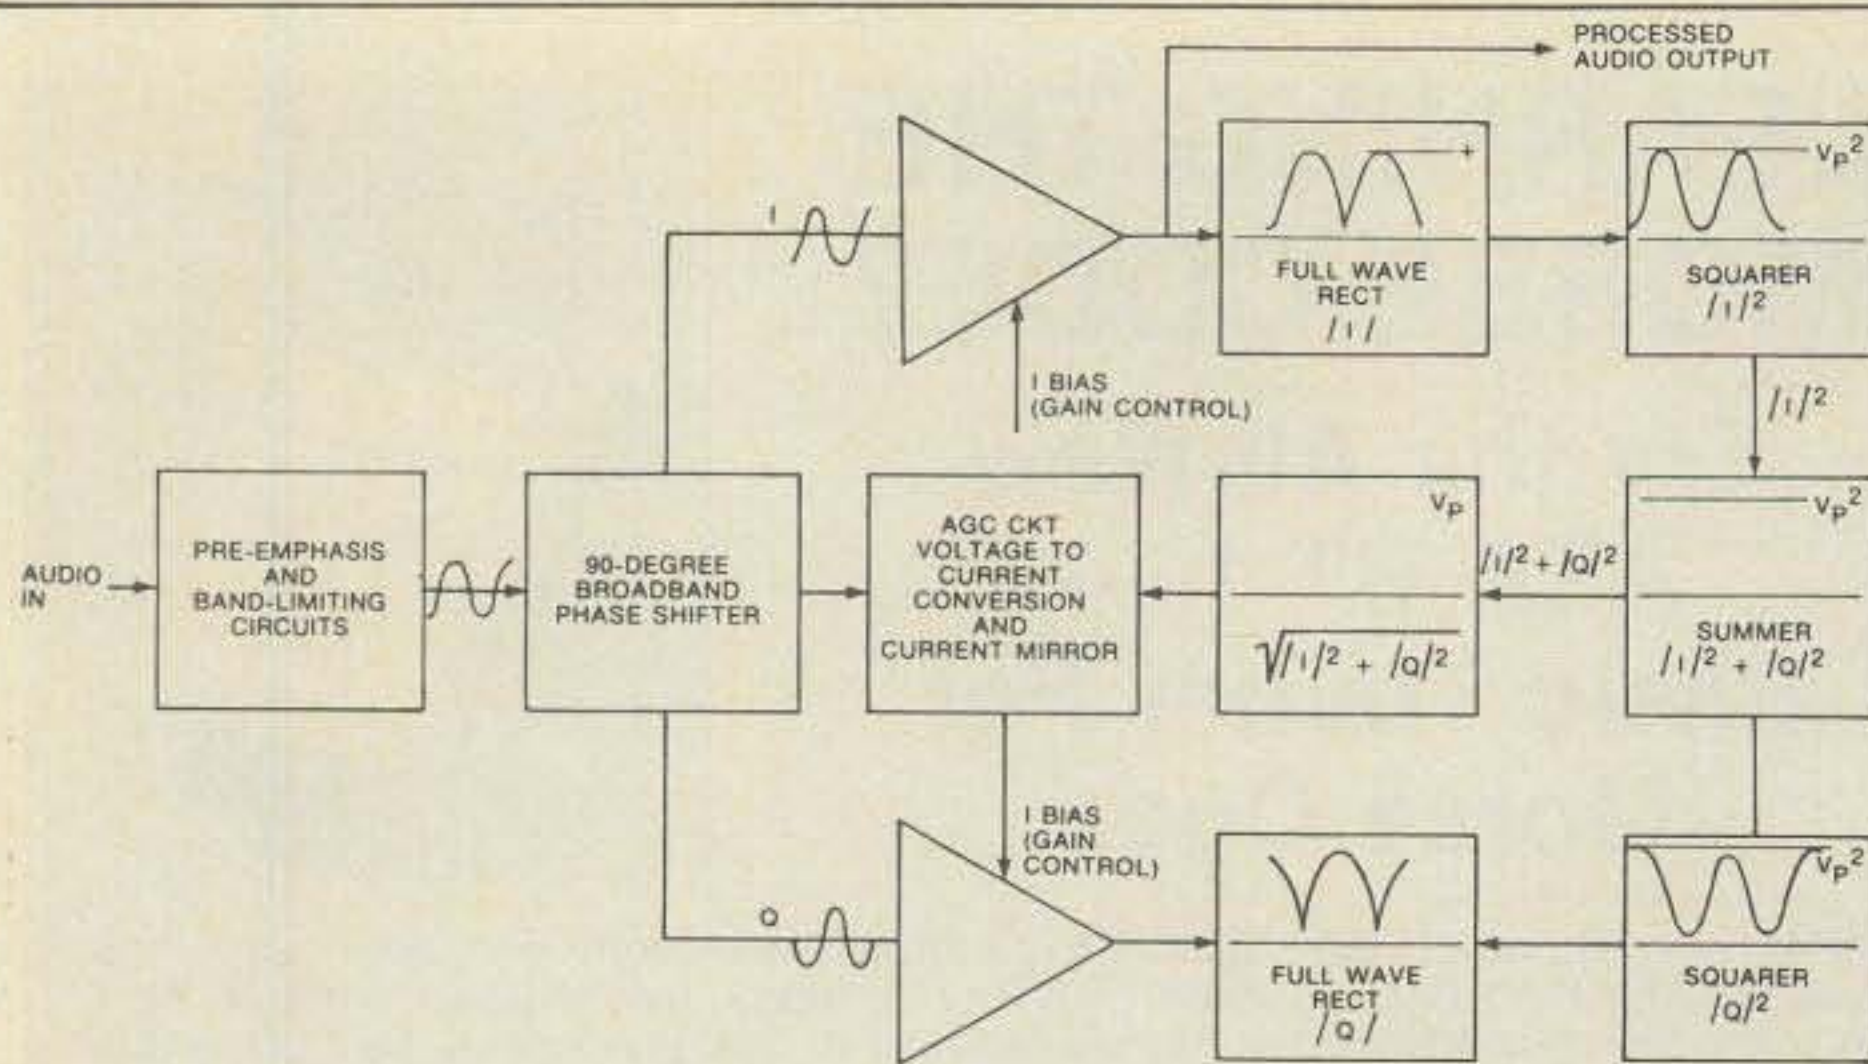 PROCESSED
AUDIO OUTPUT
+
Vp²
I
FULL WAVE
RECT
/I/
SQUARER
/I/²
I BIAS
(GAIN CONTROL)
/I/²
AUDIO
IN
PRE-EMPHASIS
AND
BAND-LIMITING
CIRCUITS
90-DEGREE
BROADBAND
PHASE SHIFTER
AGC CKT
VOLTAGE TO
CURRENT
CONVERSION
AND
CURRENT MIRROR
Vp
√/I/² + /Q/²
/I/² + /Q/²
Vp²
SUMMER
/I/² + /Q/²
I BIAS
(GAIN
CONTROL)
Q
FULL WAVE
RECT
/Q/
Vp²
SQUARER
/Q/²